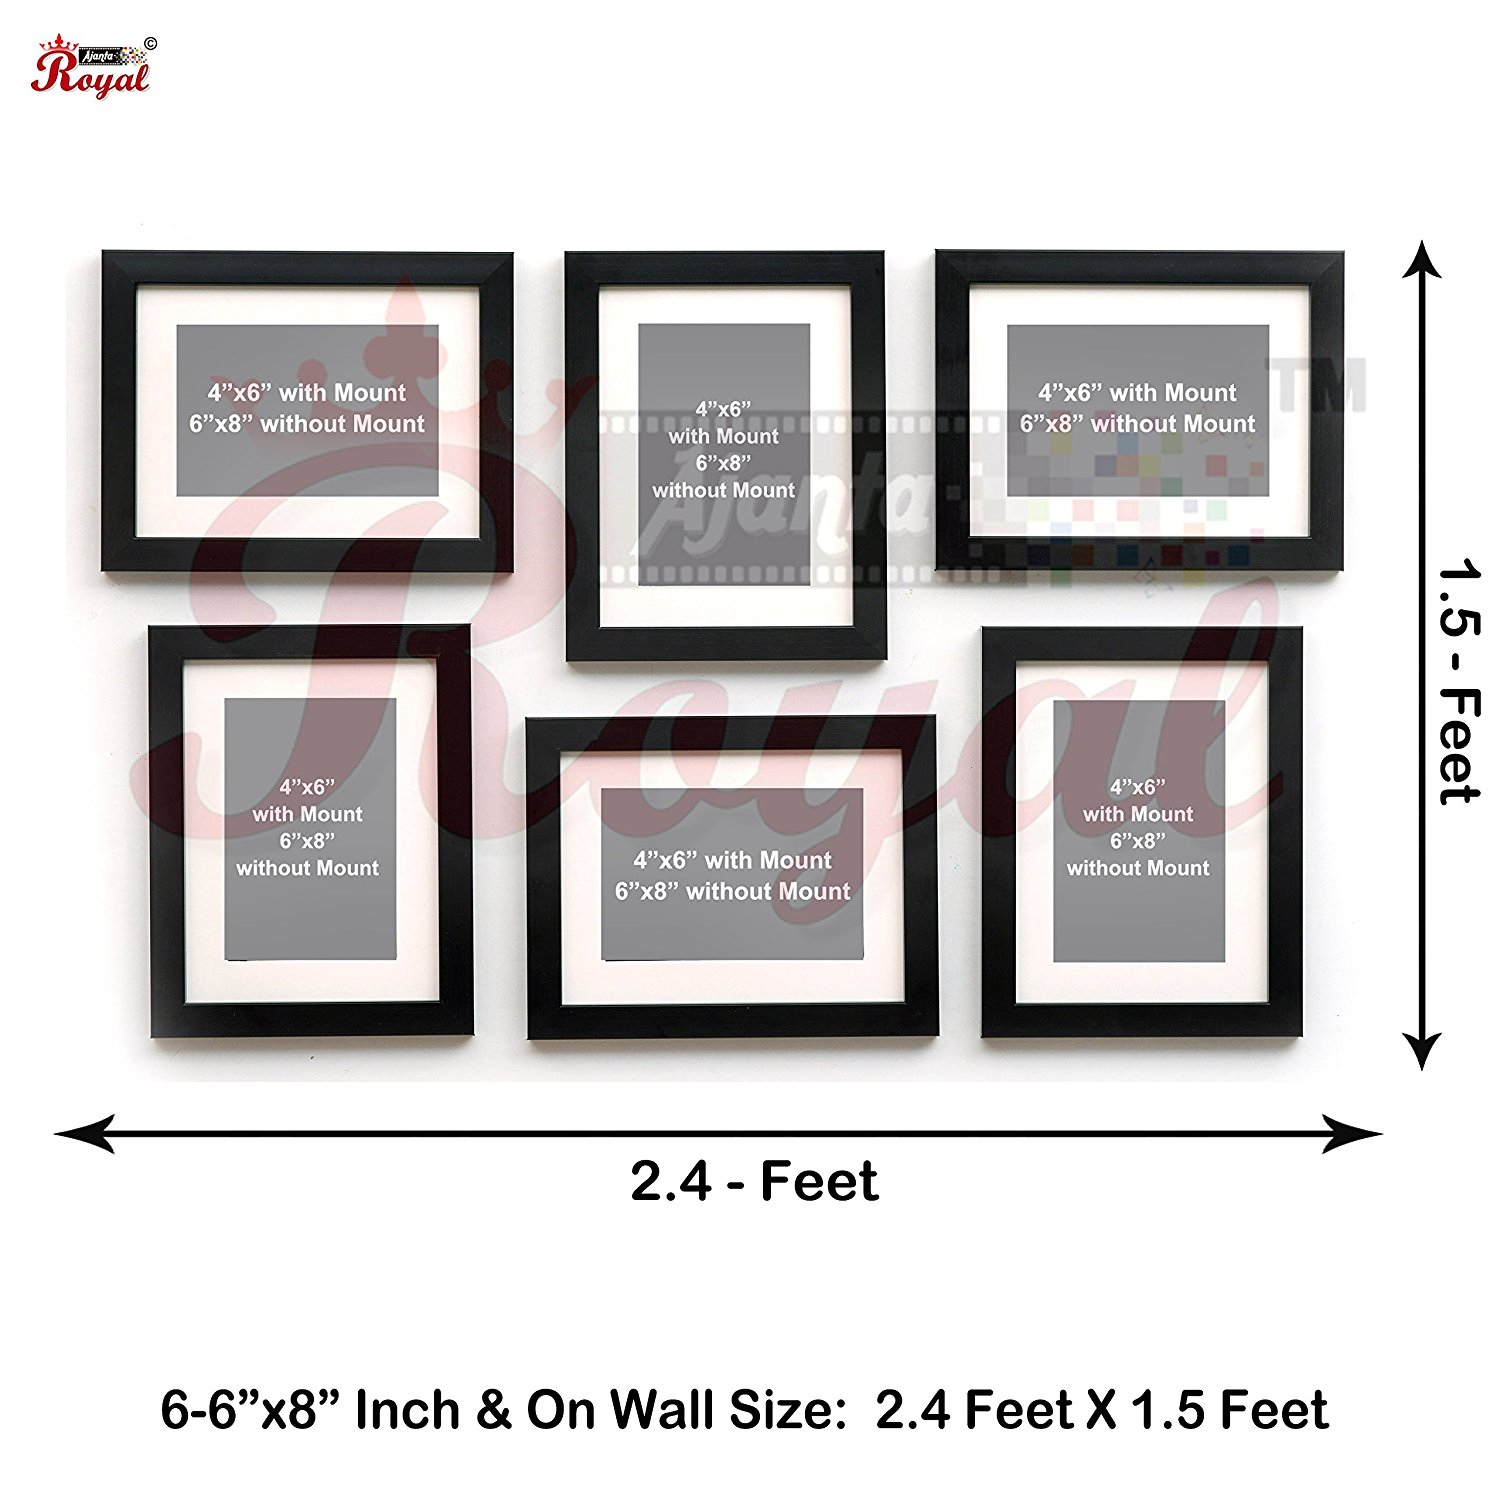 Ajanta ©
Royal
4”x6” with Mount
6”x8” without Mount
4”x6”
with Mount
6”x8”
without Mount
4”x6” with Mount
6”x8” without Mount
TM
Ajanta
Royal
4”x6”
with Mount
6”x8”
without Mount
4”x6” with Mount
6”x8” without Mount
4”x6”
with Mount
6”x8”
without Mount
1.5 - Feet
2.4 - Feet
6-6”x8” Inch & On Wall Size: 2.4 Feet X 1.5 Feet